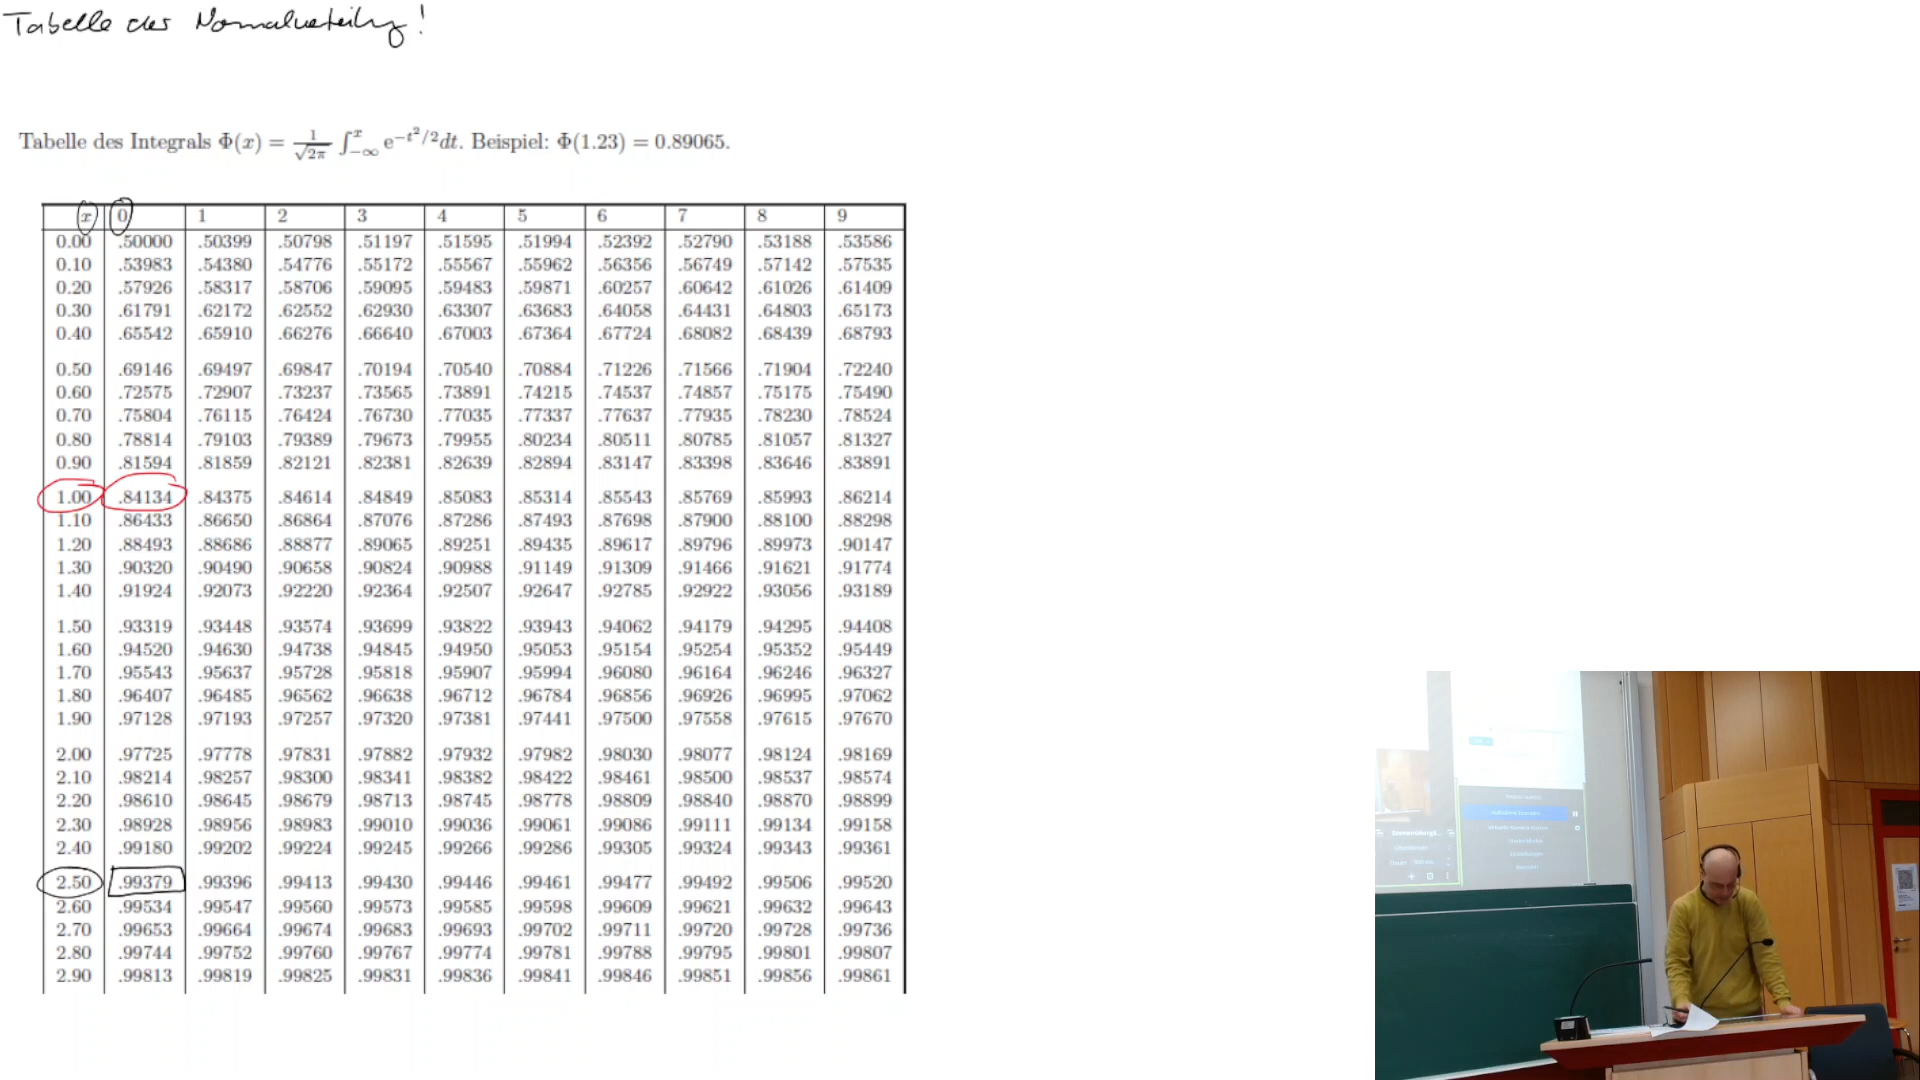 Tabelle der Normalverteilung!
Tabelle des Integrals Φ(x) = 1/√2π ∫_{-∞}^{x} e^{-t²/2}dt. Beispiel: Φ(1.23) = 0.89065.
x 0 1 2 3 4 5 6 7 8 9
0.00 .50000 .50399 .50798 .51197 .51595 .51994 .52392 .52790 .53188 .53586
0.10 .53983 .54380 .54776 .55172 .55567 .55962 .56356 .56749 .57142 .57535
0.20 .57926 .58317 .58706 .59095 .59483 .59871 .60257 .60642 .61026 .61409
0.30 .61791 .62172 .62552 .62930 .63307 .63683 .64058 .64431 .64803 .65173
0.40 .65542 .65910 .66276 .66640 .67003 .67364 .67724 .68082 .68439 .68793
0.50 .69146 .69497 .69847 .70194 .70540 .70884 .71226 .71566 .71904 .72240
0.60 .72575 .72907 .73237 .73565 .73891 .74215 .74537 .74857 .75175 .75490
0.70 .75804 .76115 .76424 .76730 .77035 .77337 .77637 .77935 .78230 .78524
0.80 .78814 .79103 .79389 .79673 .79955 .80234 .80511 .80785 .81057 .81327
0.90 .81594 .81859 .82121 .82381 .82639 .82894 .83147 .83398 .83646 .83891
1.00 .84134 .84375 .84614 .84849 .85083 .85314 .85543 .85769 .85993 .86214
1.10 .86433 .86650 .86864 .87076 .87286 .87493 .87698 .87900 .88100 .88298
1.20 .88493 .88686 .88877 .89065 .89251 .89435 .89617 .89796 .89973 .90147
1.30 .90320 .90490 .90658 .90824 .90988 .91149 .91309 .91466 .91621 .91774
1.40 .91924 .92073 .92220 .92364 .92507 .92647 .92785 .92922 .93056 .93189
1.50 .93319 .93448 .93574 .93699 .93822 .93943 .94062 .94179 .94295 .94408
1.60 .94520 .94630 .94738 .94845 .94950 .95053 .95154 .95254 .95352 .95449
1.70 .95543 .95637 .95728 .95818 .95907 .95994 .96080 .96164 .96246 .96327
1.80 .96407 .96485 .96562 .96638 .96712 .96784 .96856 .96926 .96995 .97062
1.90 .97128 .97193 .97257 .97320 .97381 .97441 .97500 .97558 .97615 .97670
2.00 .97725 .97778 .97831 .97882 .97932 .97982 .98030 .98077 .98124 .98169
2.10 .98214 .98257 .98300 .98341 .98382 .98422 .98461 .98500 .98537 .98574
2.20 .98610 .98645 .98679 .98713 .98745 .98778 .98809 .98840 .98870 .98899
2.30 .98928 .98956 .98983 .99010 .99036 .99061 .99086 .99111 .99134 .99158
2.40 .99180 .99202 .99224 .99245 .99266 .99286 .99305 .99324 .99343 .99361
2.50 .99379 .99396 .99413 .99430 .99446 .99461 .99477 .99492 .99506 .99520
2.60 .99534 .99547 .99560 .99573 .99585 .99598 .99609 .99621 .99632 .99643
2.70 .99653 .99664 .99674 .99683 .99693 .99702 .99711 .99720 .99728 .99736
2.80 .99744 .99752 .99760 .99767 .99774 .99781 .99788 .99795 .99801 .99807
2.90 .99813 .99819 .99825 .99831 .99836 .99841 .99846 .99851 .99856 .99861